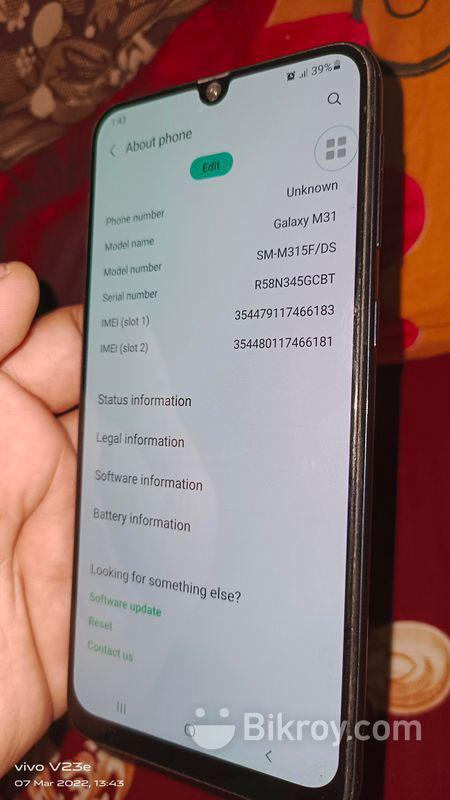 1:43
39%
About phone
Edit
Phone number Unknown
Model name Galaxy M31
Model number SM-M315F/DS
Serial number R58N345GCBT
IMEI (slot 1) 354479117466183
IMEI (slot 2) 354480117466181
Status information
Legal information
Software information
Battery information
Looking for something else?
Software update
Reset
Contact us
Bikroy.com
vivo V23e
07 Mar 2022, 13:43